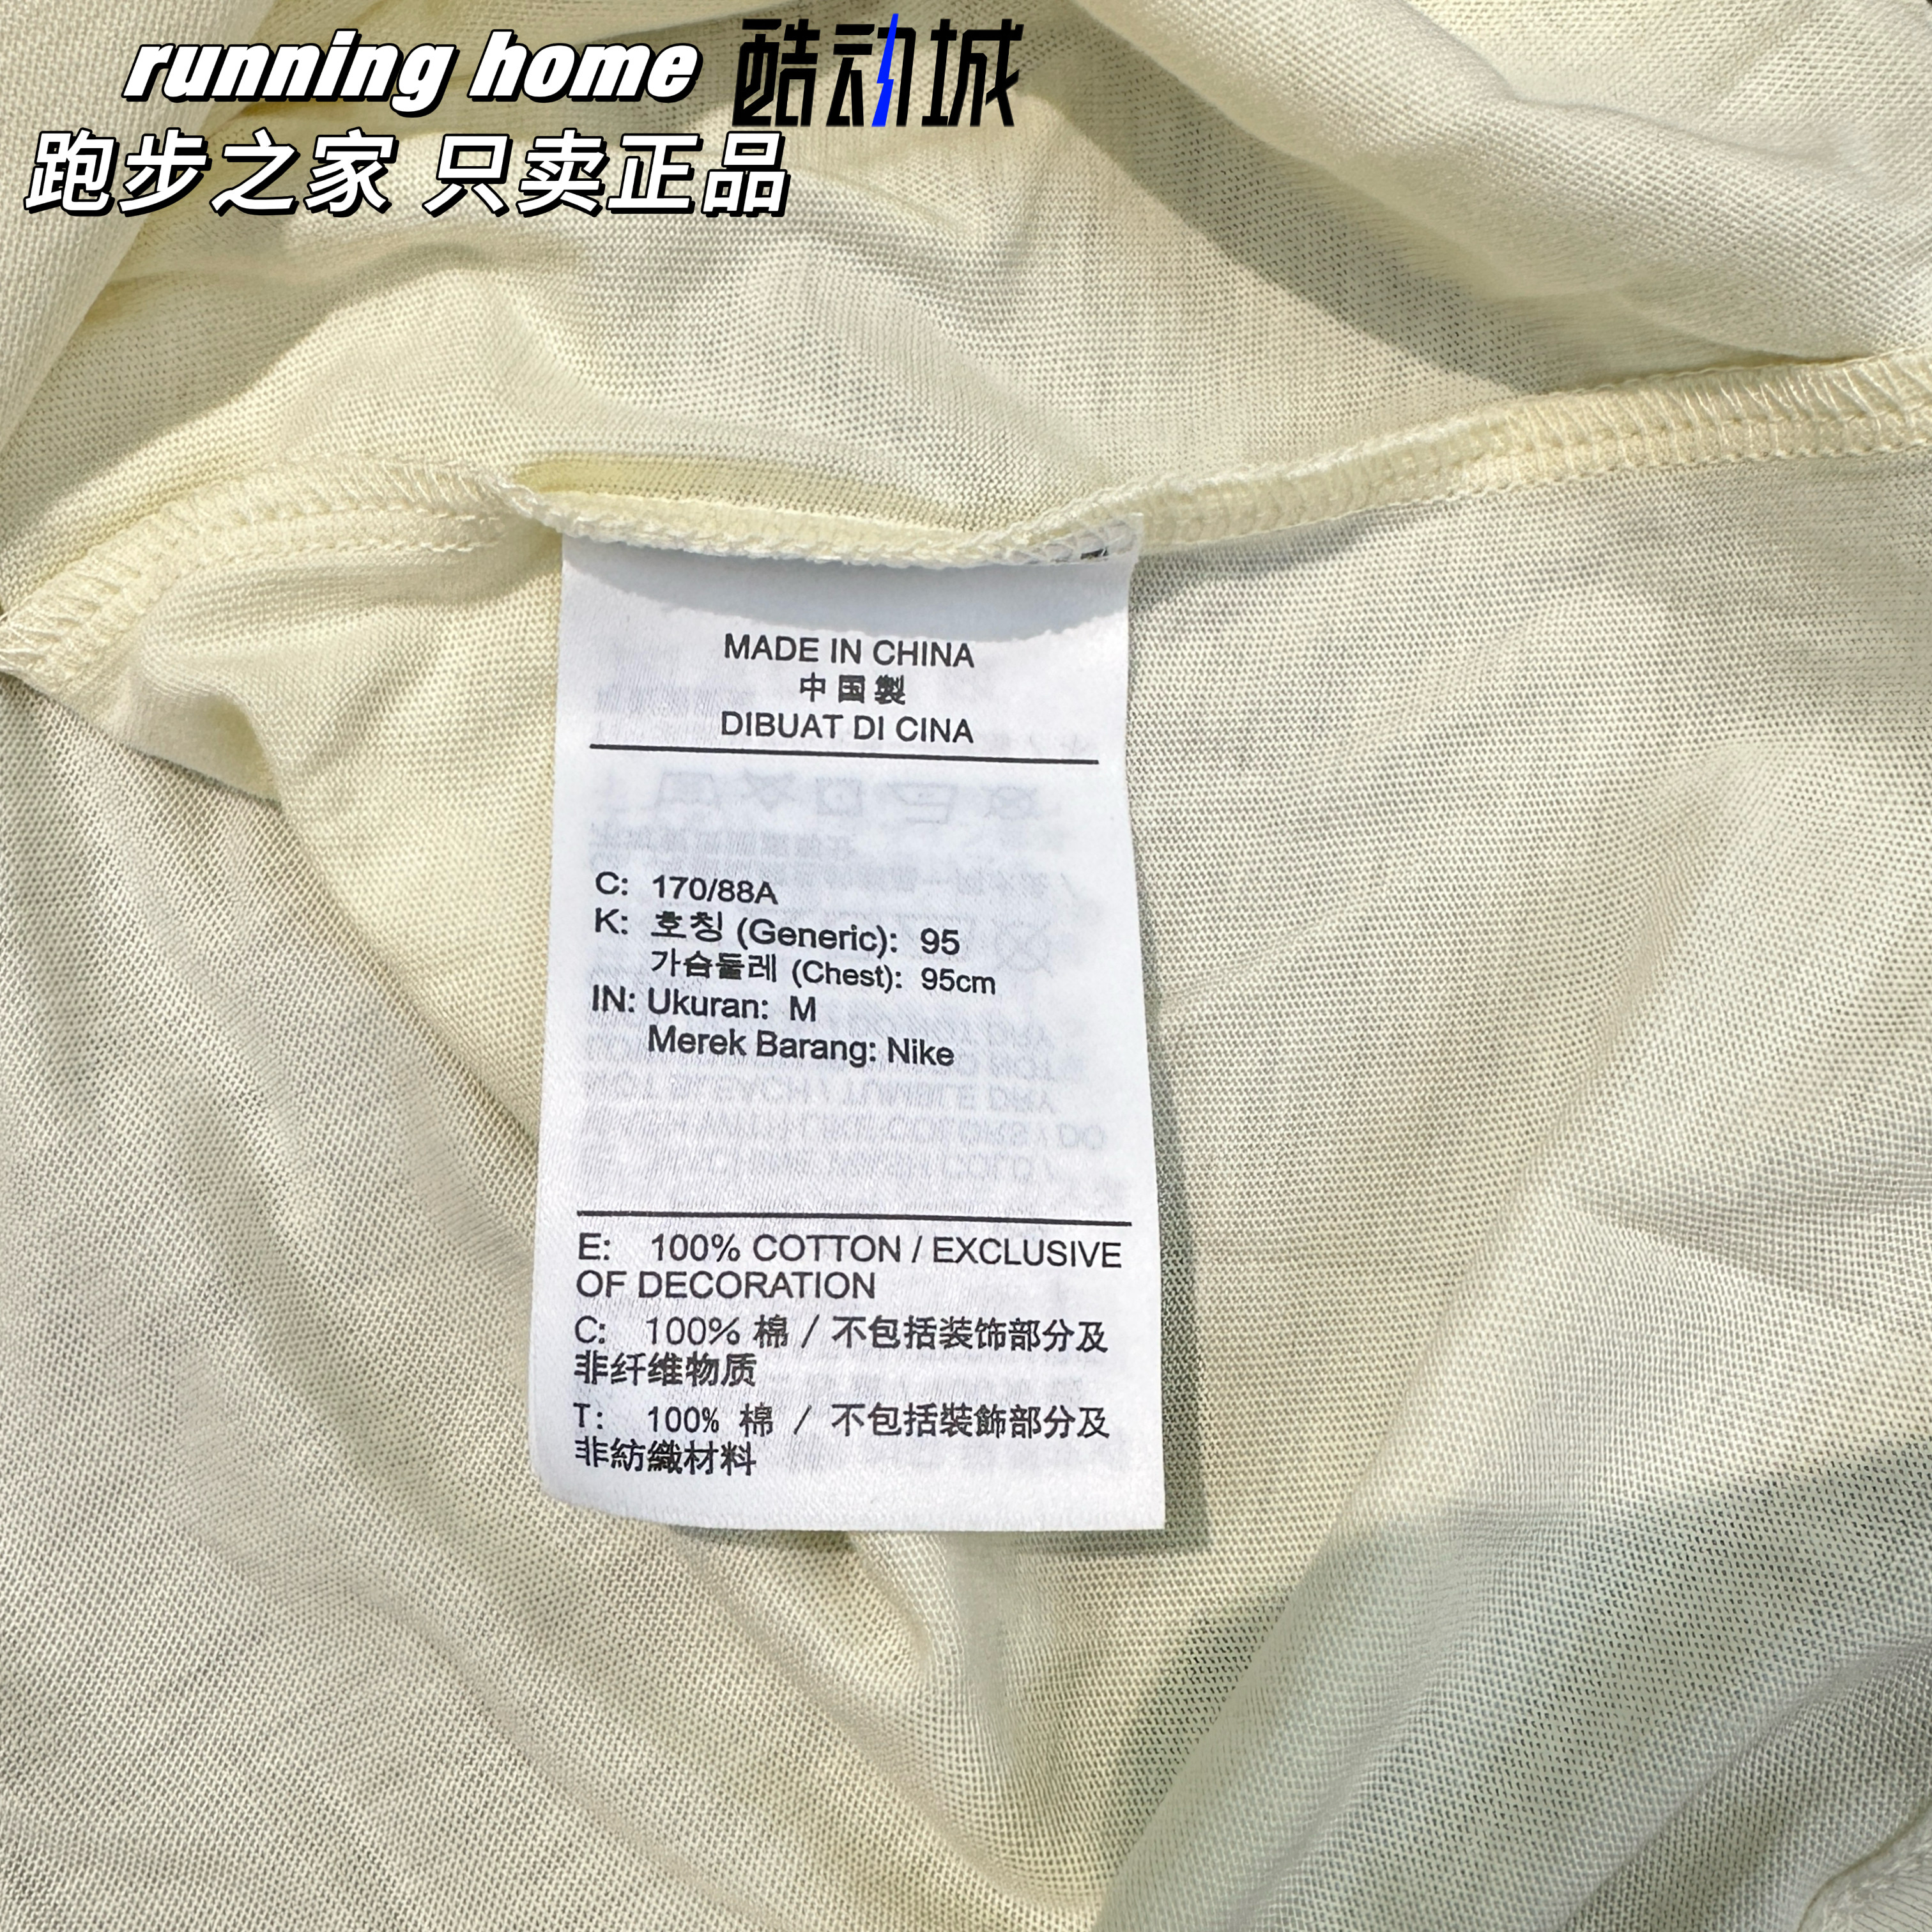 running home 酷动城
跑步之家 只卖正品
MADE IN CHINA
中国製
DIBUAT DI CINA
C: 170/88A
K: 호칭 (Generic): 95
가슴둘레 (Chest): 95cm
IN: Ukuran: M
Merek Barang: Nike
E: 100% COTTON / EXCLUSIVE
OF DECORATION
C: 100% 棉 / 不包括装饰部分及
非纤维物质
T: 100% 棉 / 不包括裝飾部分及
非紡織材料